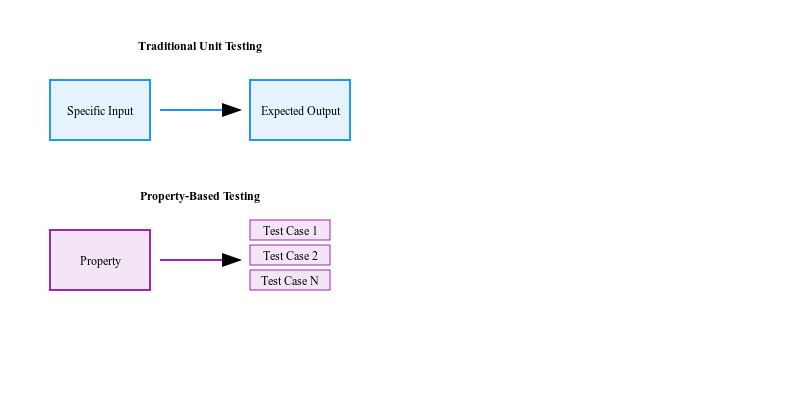 Traditional Unit Testing
Specific Input
Expected Output
Property-Based Testing
Property
Test Case 1
Test Case 2
Test Case N